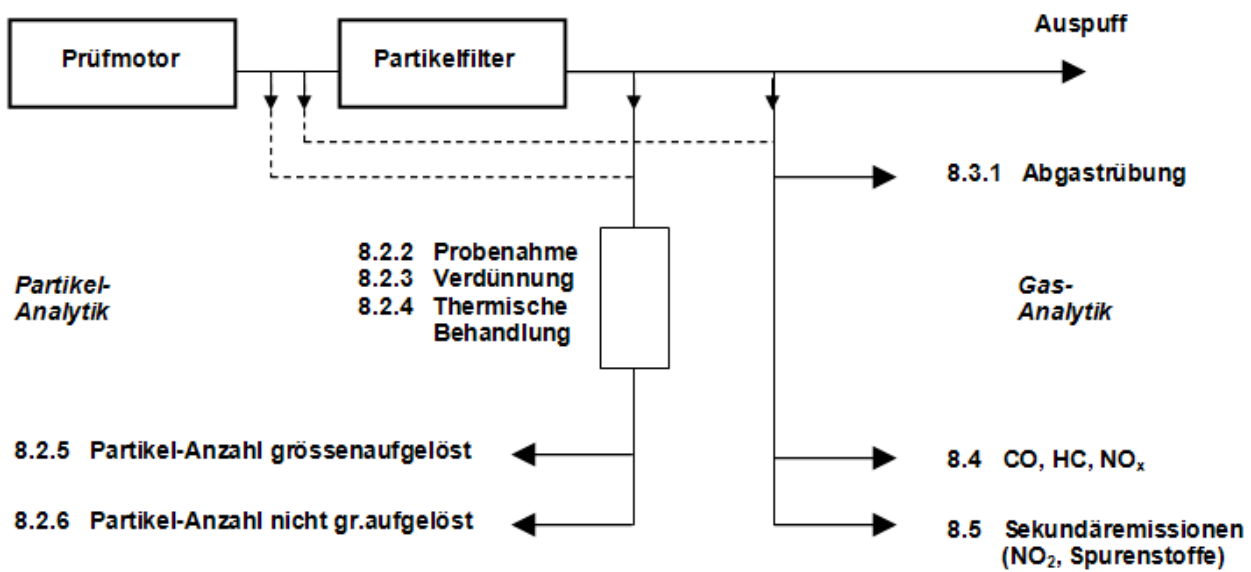 Auspuff
Prüfmotor
Partikelfilter
8.3.1 Abgastrübung
8.2.2 Probenahme
8.2.3 Verdünnung
8.2.4 Thermische
Behandlung
Partikel-
Analytik
Gas-
Analytik
8.2.5 Partikel-Anzahl grössenaufgelöst
8.4 CO, HC, NOₓ
8.2.6 Partikel-Anzahl nicht gr.aufgelöst
8.5 Sekundäremissionen
(NO₂, Spurenstoffe)